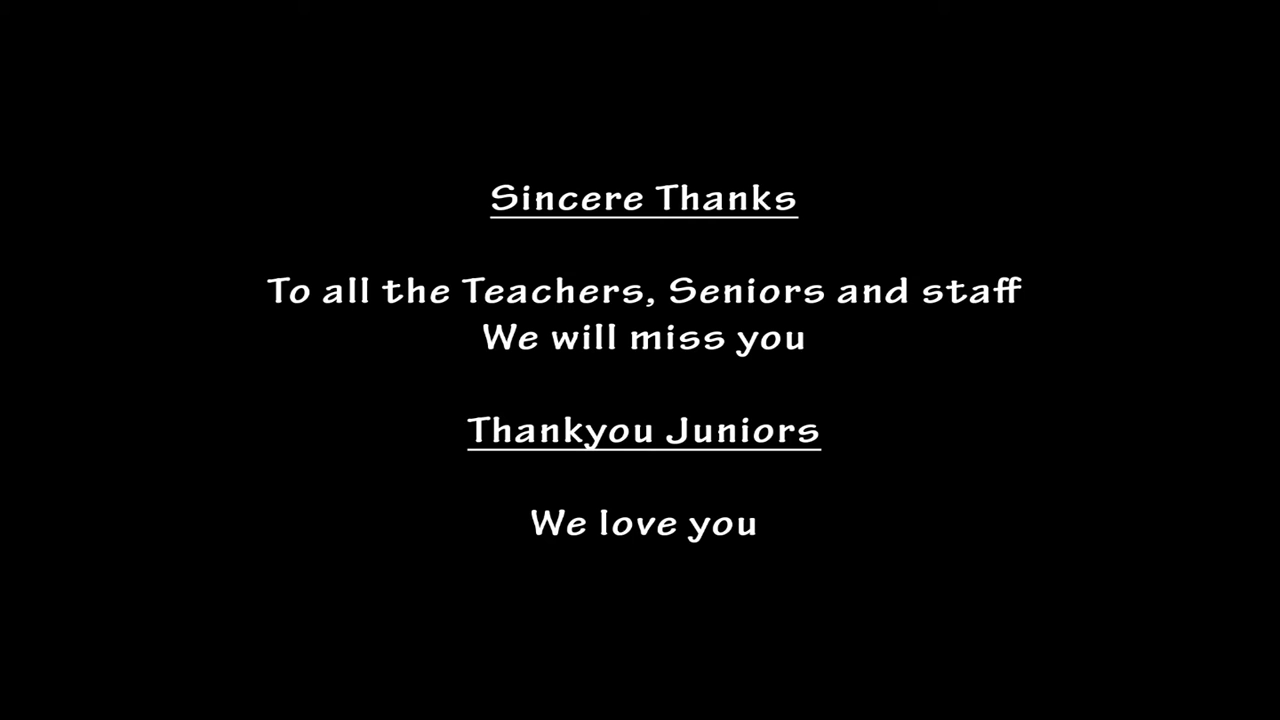 Sincere Thanks
To all the Teachers, Seniors and staff
We will miss you
Thankyou Juniors
We love you